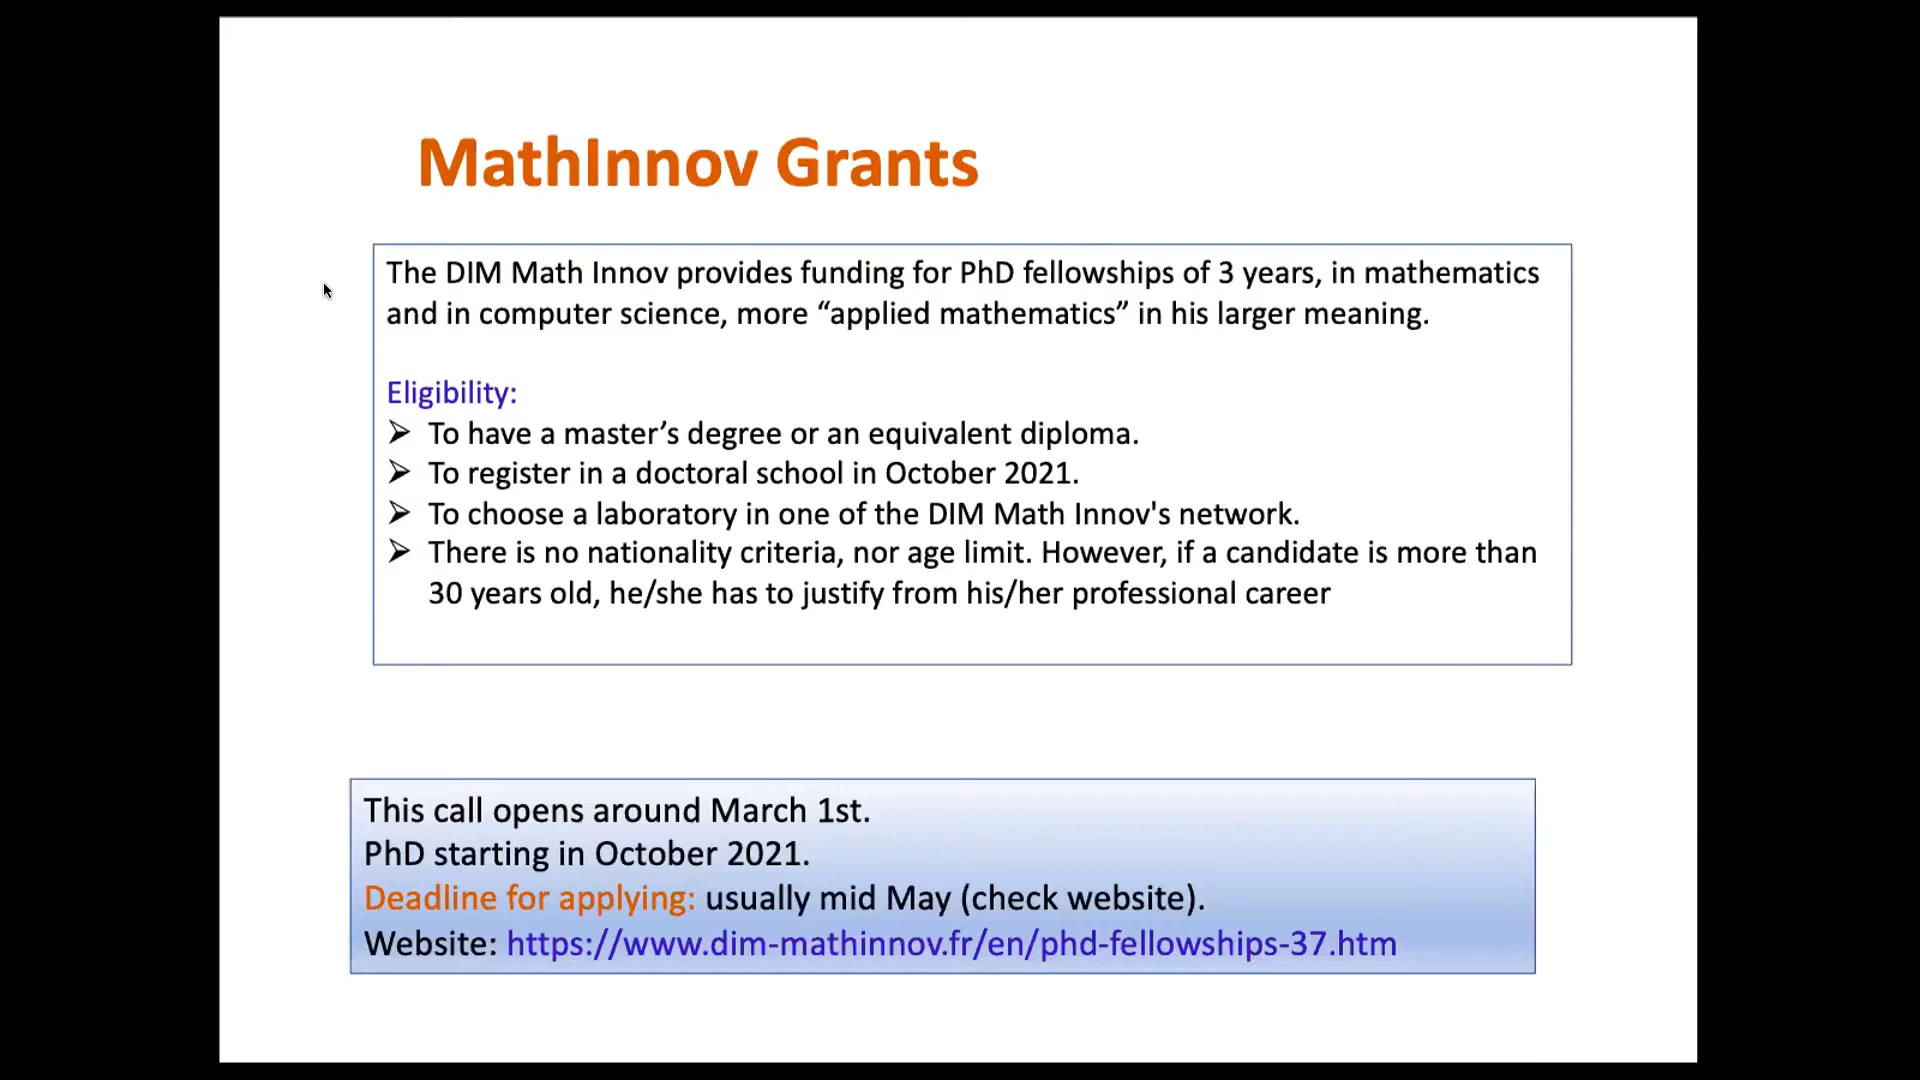 MathInnov Grants
The DIM Math Innov provides funding for PhD fellowships of 3 years, in mathematics
and in computer science, more “applied mathematics” in his larger meaning.
Eligibility:
➢ To have a master’s degree or an equivalent diploma.
➢ To register in a doctoral school in October 2021.
➢ To choose a laboratory in one of the DIM Math Innov's network.
➢ There is no nationality criteria, nor age limit. However, if a candidate is more than
30 years old, he/she has to justify from his/her professional career
This call opens around March 1st.
PhD starting in October 2021.
Deadline for applying: usually mid May (check website).
Website: https://www.dim-mathinnov.fr/en/phd-fellowships-37.htm